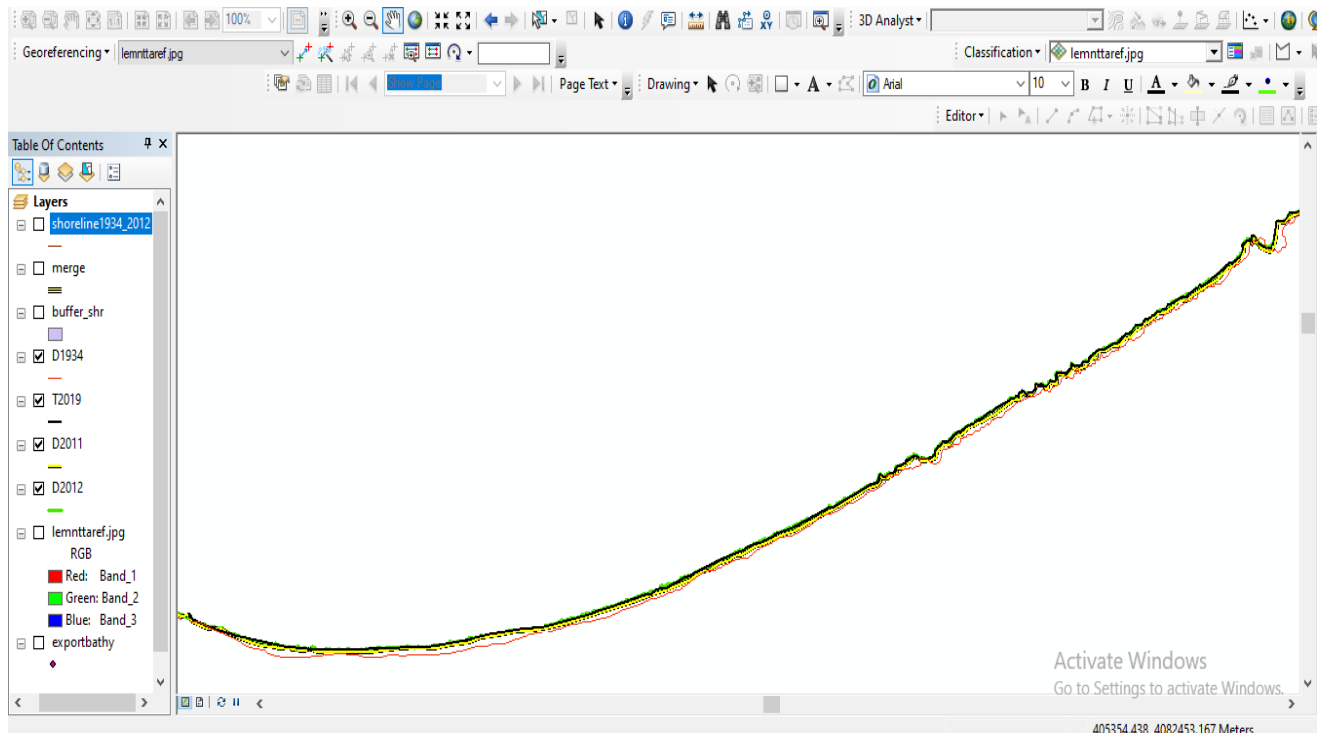 100%
3D Analyst
Georeferencing lemnttaref.jpg
Classification lemnttaref.jpg
Show Page Page Text Drawing A Arial 10 B I U A
Editor
Table Of Contents
Layers
shoreline1934_2012
merge
buffer_shr
D1934
T2019
D2011
D2012
lemnttaref.jpg
RGB
Red: Band_1
Green: Band_2
Blue: Band_3
exportbathy
Activate Windows
Go to Settings to activate Windows.
405354.438 4082453.167 Meters